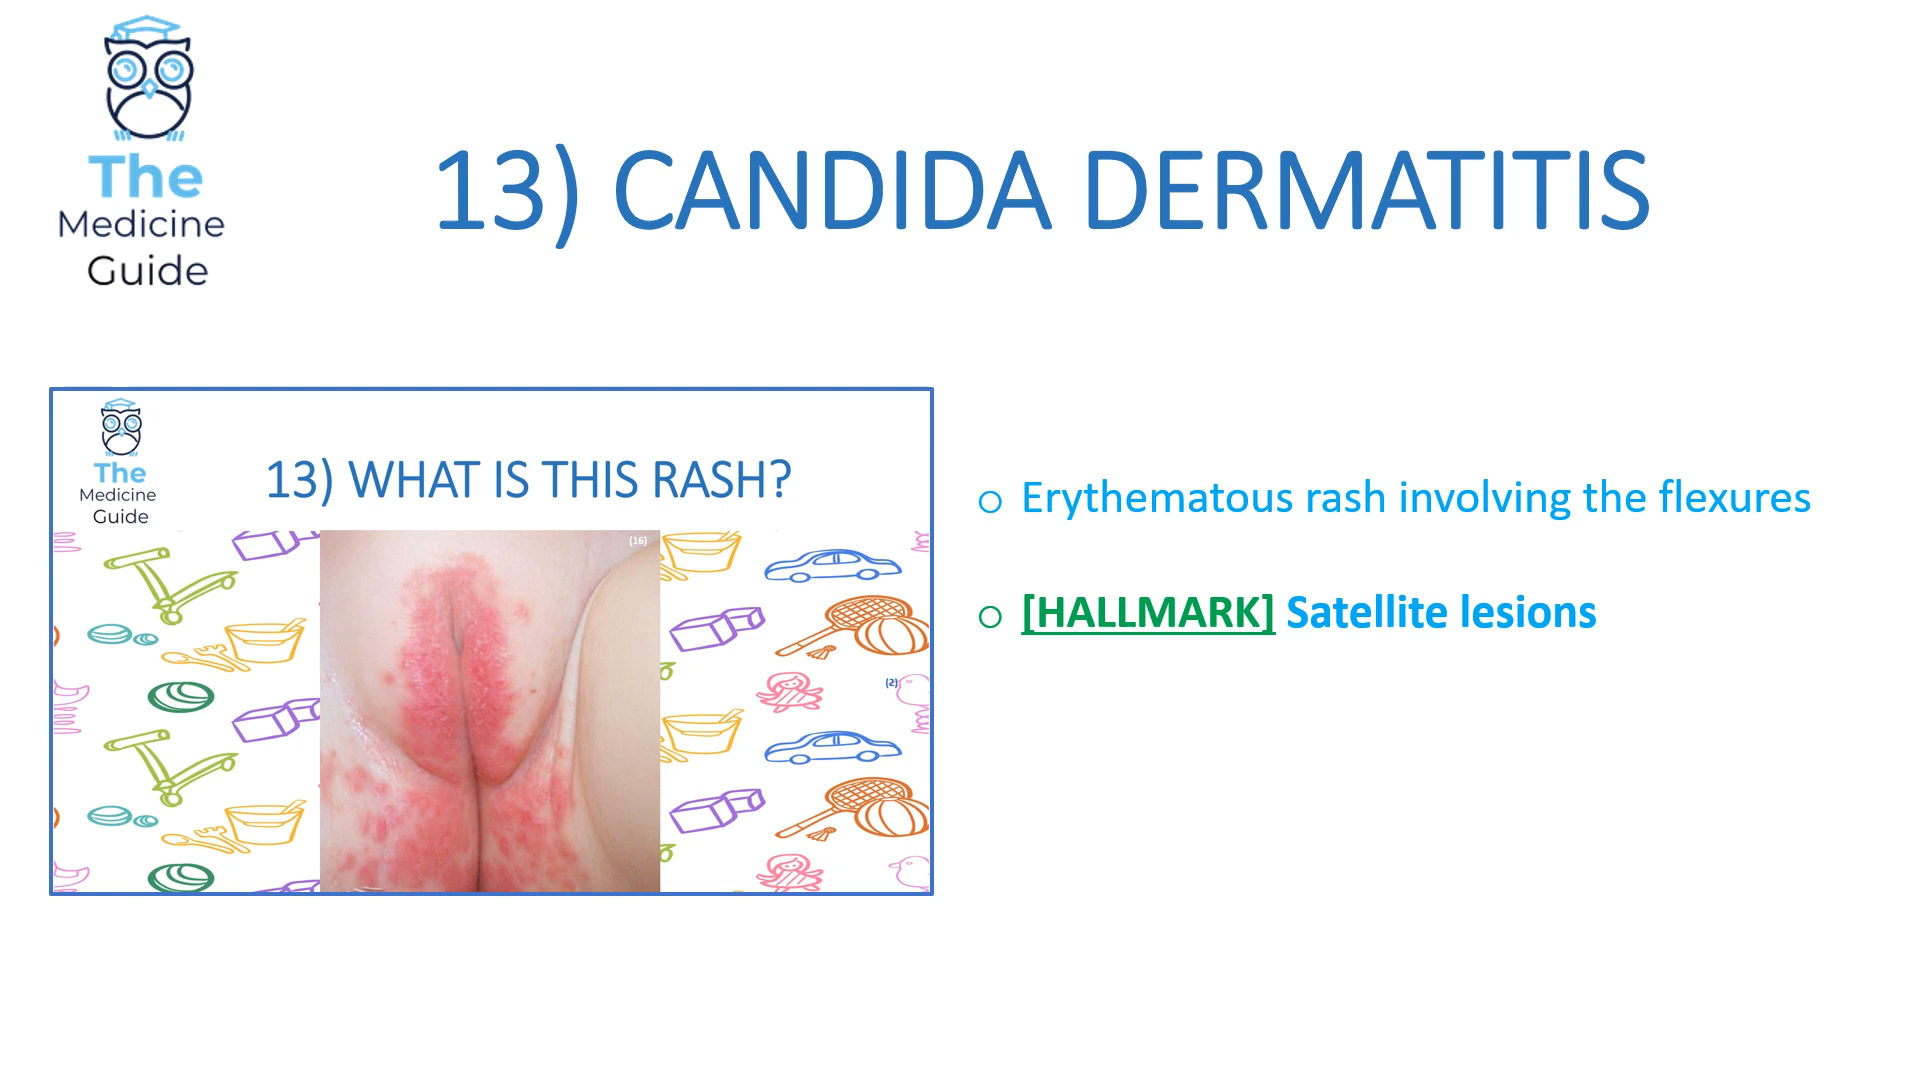 The
Medicine
Guide
13) CANDIDA DERMATITIS
The
Medicine
Guide
13) WHAT IS THIS RASH?
(16)
(2)
○ Erythematous rash involving the flexures
○ [HALLMARK] Satellite lesions